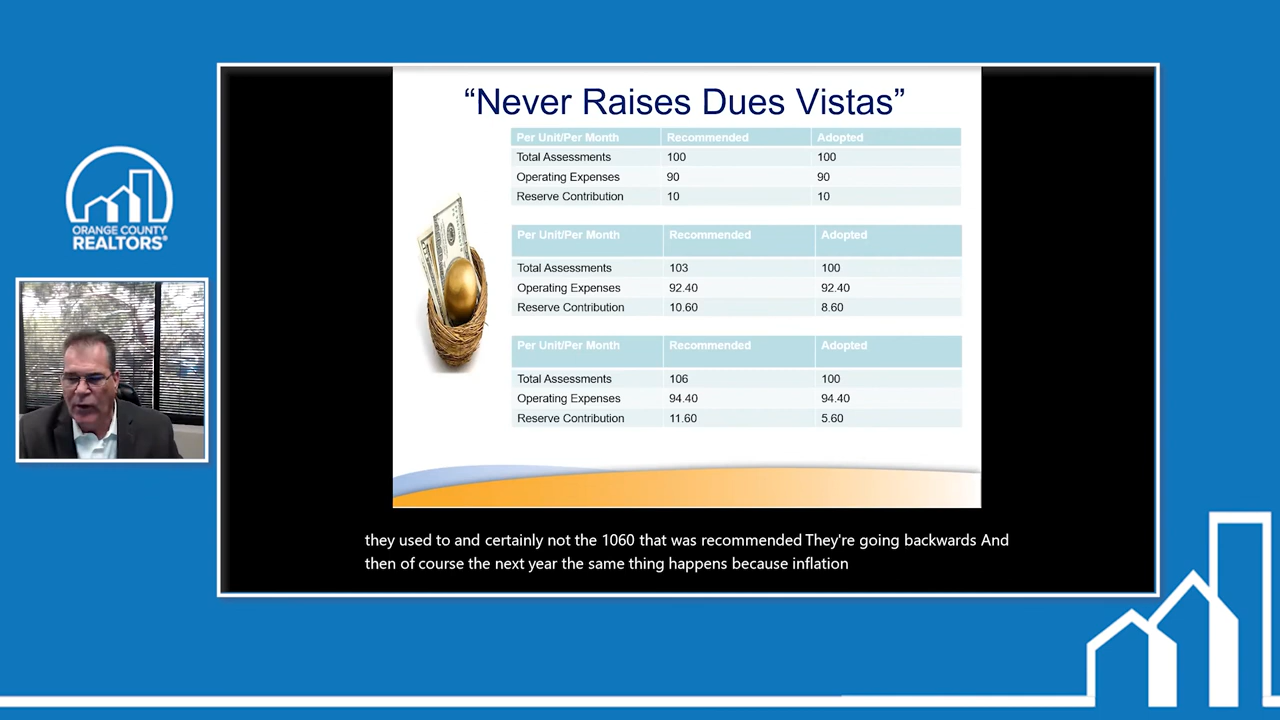 "Never Raises Dues Vistas"
Per Unit/Per Month Recommended Adopted
Total Assessments 100 100
Operating Expenses 90 90
Reserve Contribution 10 10
Per Unit/Per Month Recommended Adopted
Total Assessments 103 100
Operating Expenses 92.40 92.40
Reserve Contribution 10.60 8.60
Per Unit/Per Month Recommended Adopted
Total Assessments 106 100
Operating Expenses 94.40 94.40
Reserve Contribution 11.60 5.60
ORANGE COUNTY
REALTORS®
they used to and certainly not the 1060 that was recommended They're going backwards And
then of course the next year the same thing happens because inflation